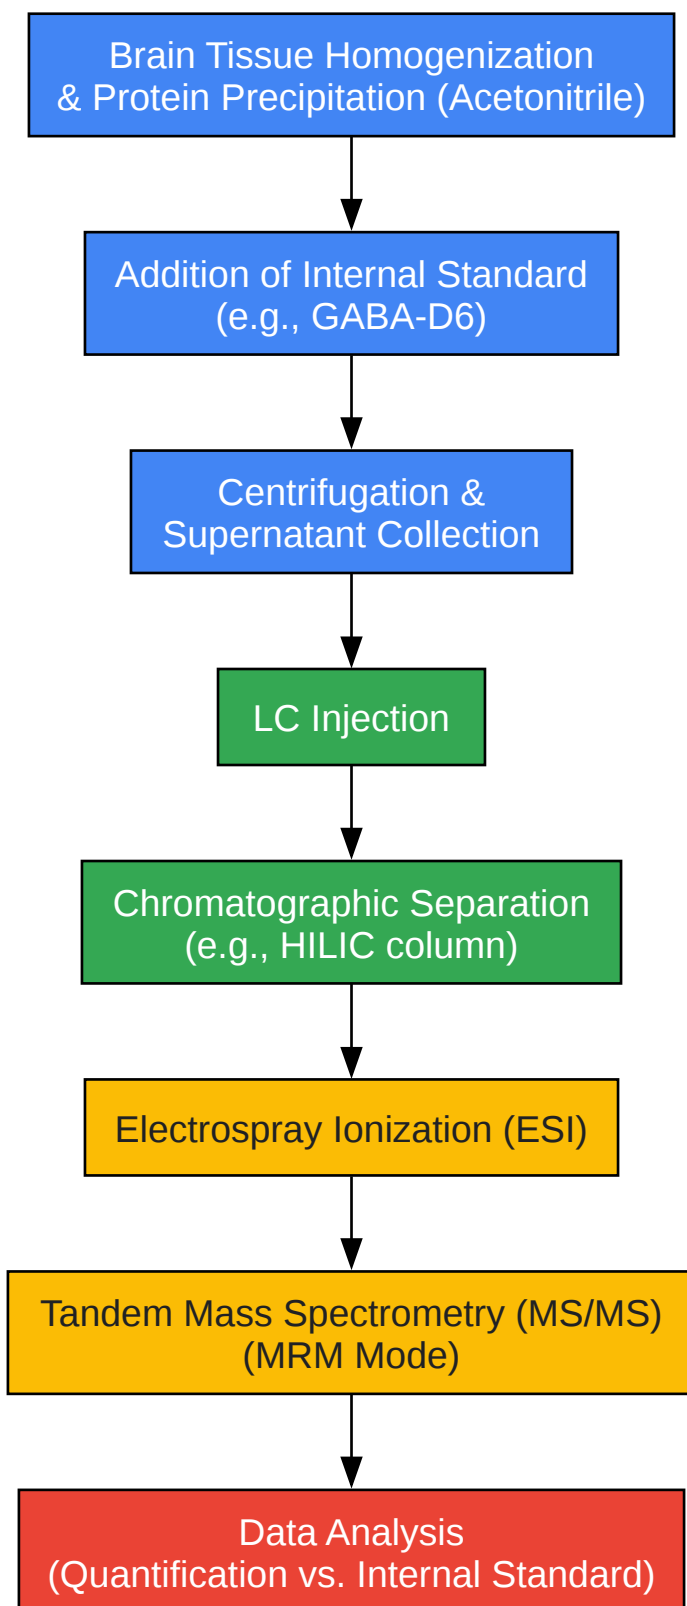 Brain Tissue Homogenization
& Protein Precipitation (Acetonitrile)
Addition of Internal Standard
(e.g., GABA-D6)
Centrifugation &
Supernatant Collection
LC Injection
Chromatographic Separation
(e.g., HILIC column)
Electrospray Ionization (ESI)
Tandem Mass Spectrometry (MS/MS)
(MRM Mode)
Data Analysis
(Quantification vs. Internal Standard)